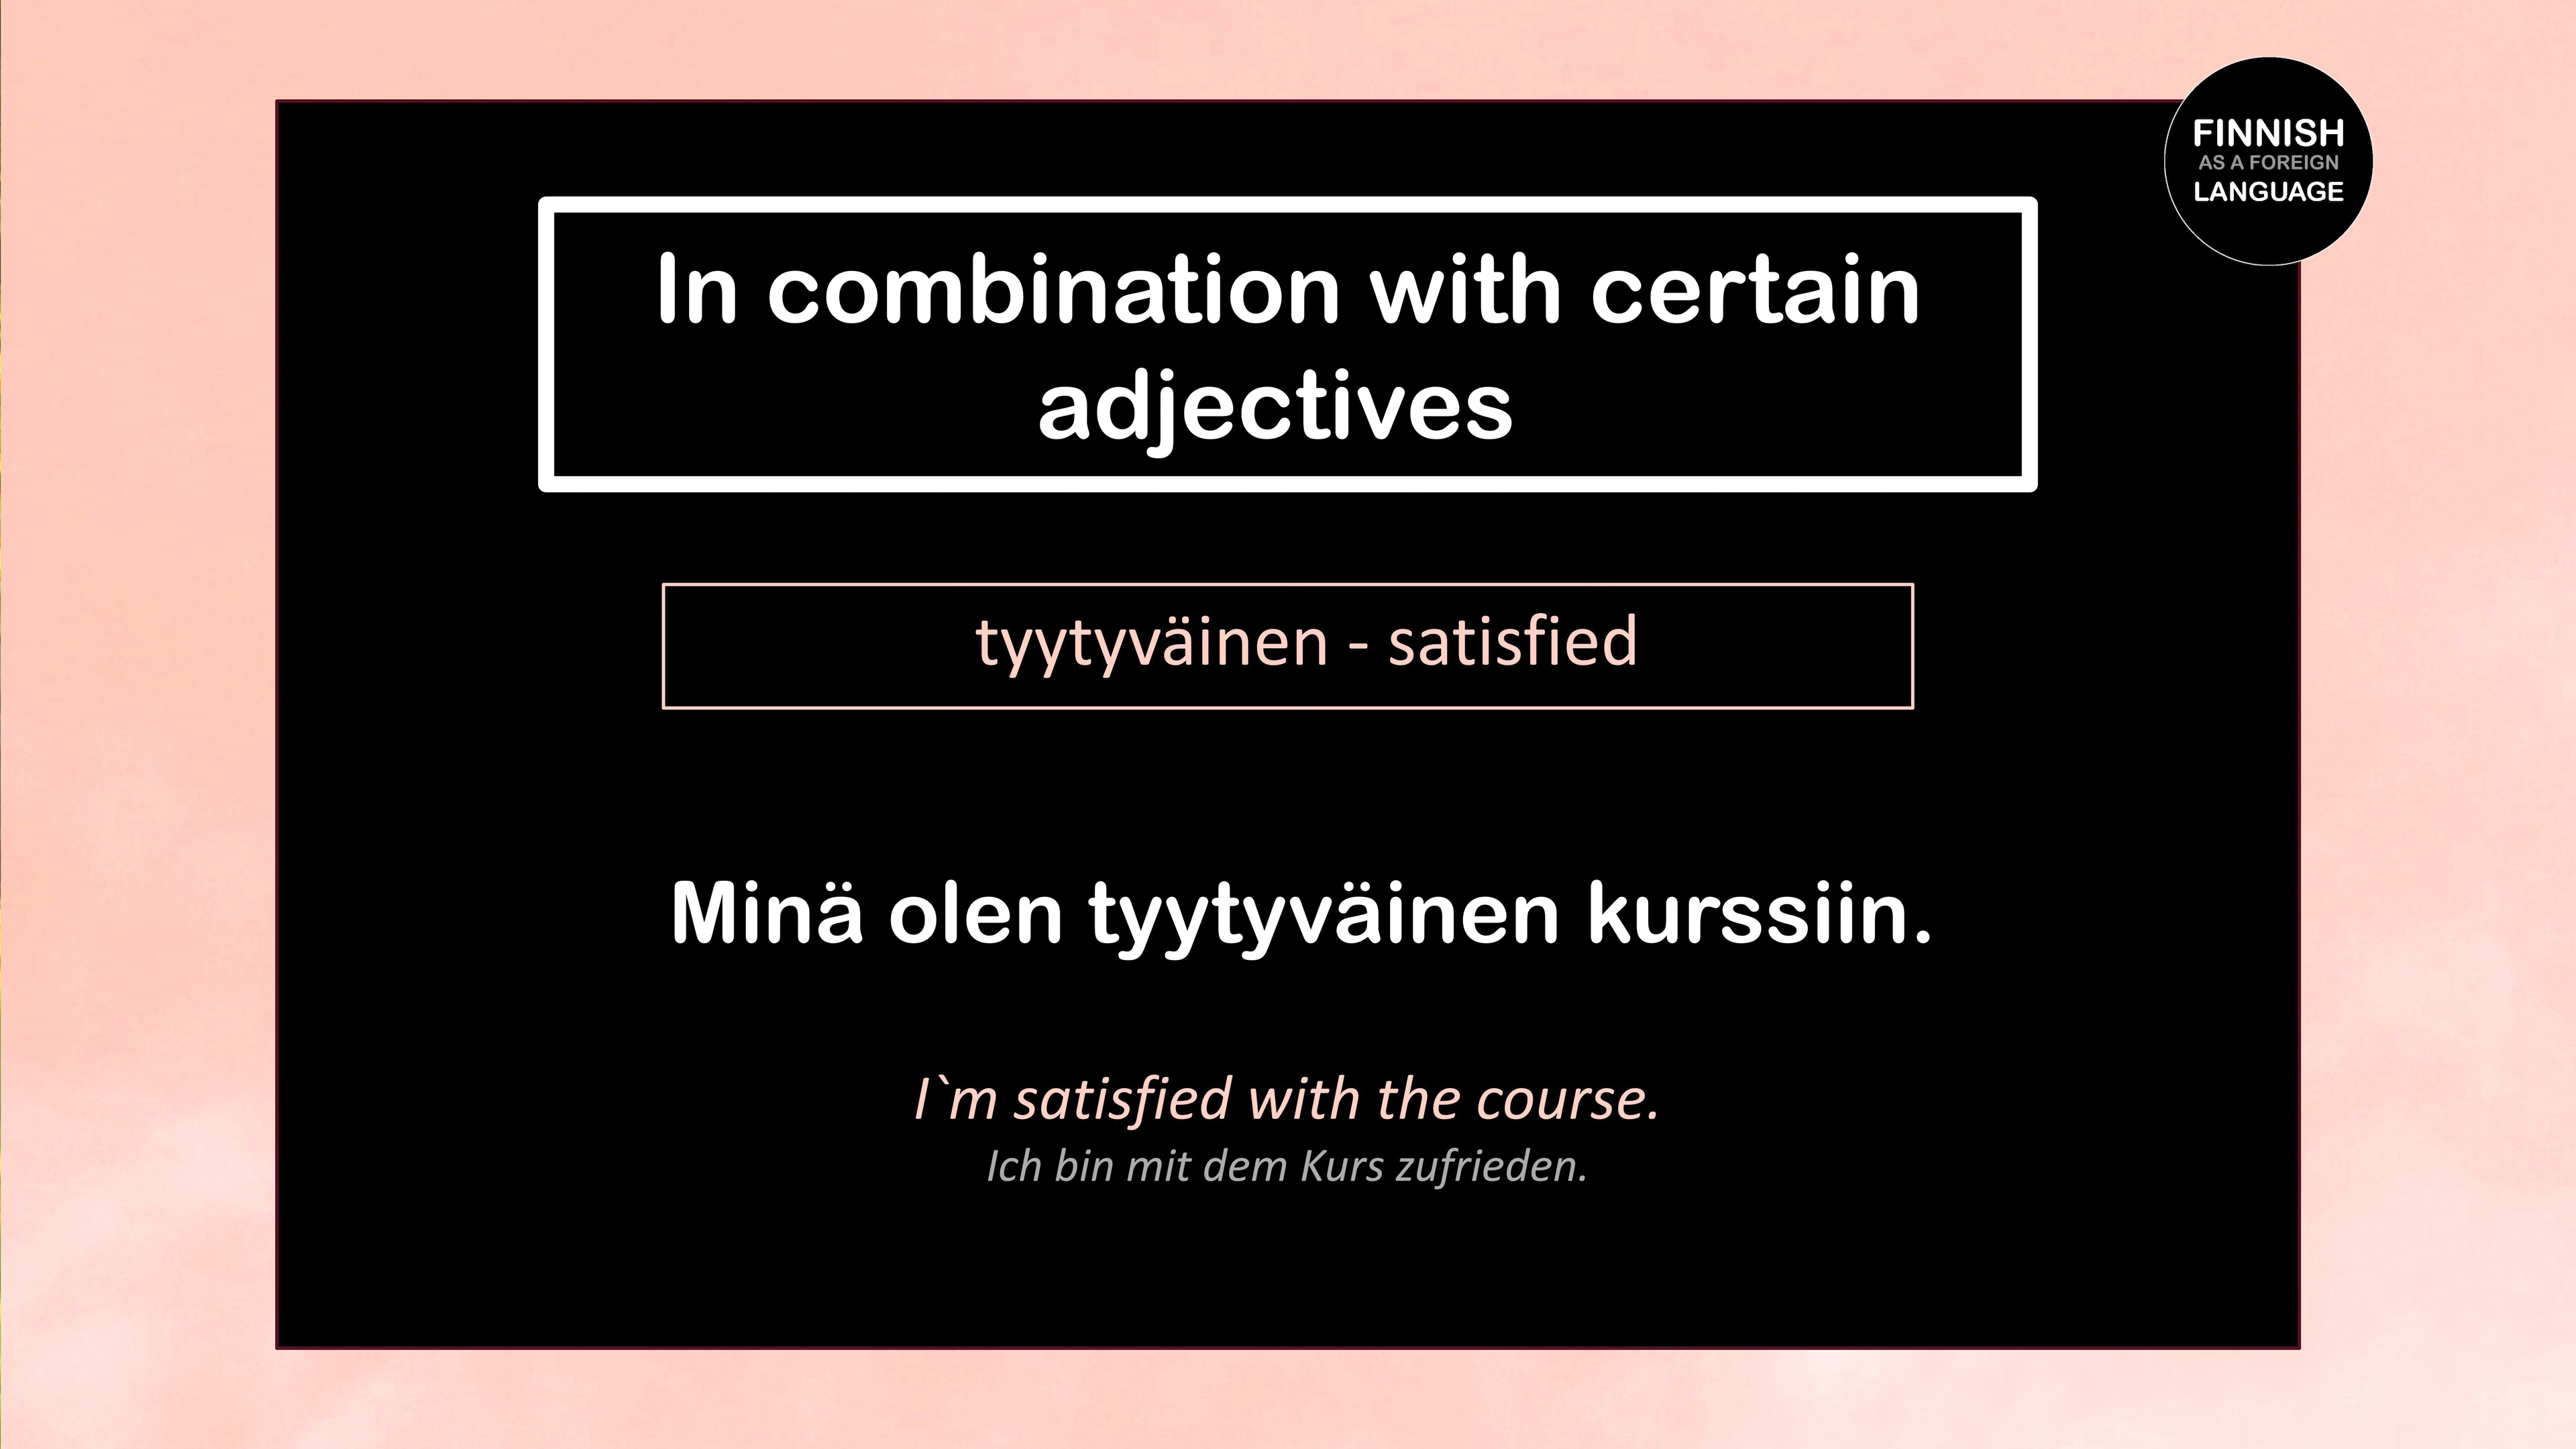 FINNISH
AS A FOREIGN
LANGUAGE
In combination with certain
adjectives
tyytyväinen - satisfied
Minä olen tyytyväinen kurssiin.
I`m satisfied with the course.
Ich bin mit dem Kurs zufrieden.